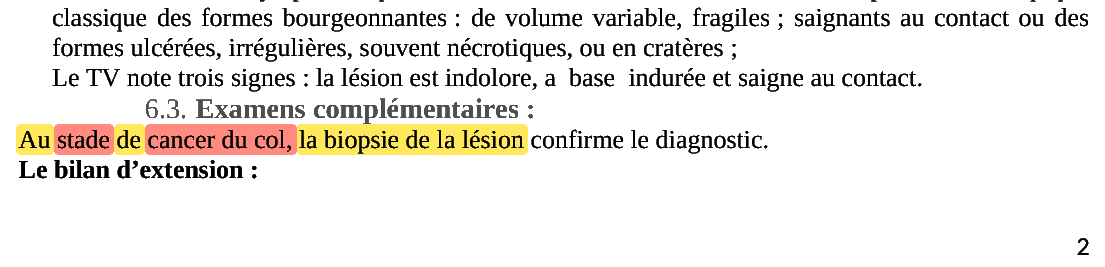 classique des formes bourgeonnantes : de volume variable, fragiles ; saignants au contact ou des
formes ulcérées, irrégulières, souvent nécrotiques, ou en cratères ;
Le TV note trois signes : la lésion est indolore, a base indurée et saigne au contact.
6.3. Examens complémentaires :
Au stade de cancer du col, la biopsie de la lésion confirme le diagnostic.
Le bilan d’extension :
2